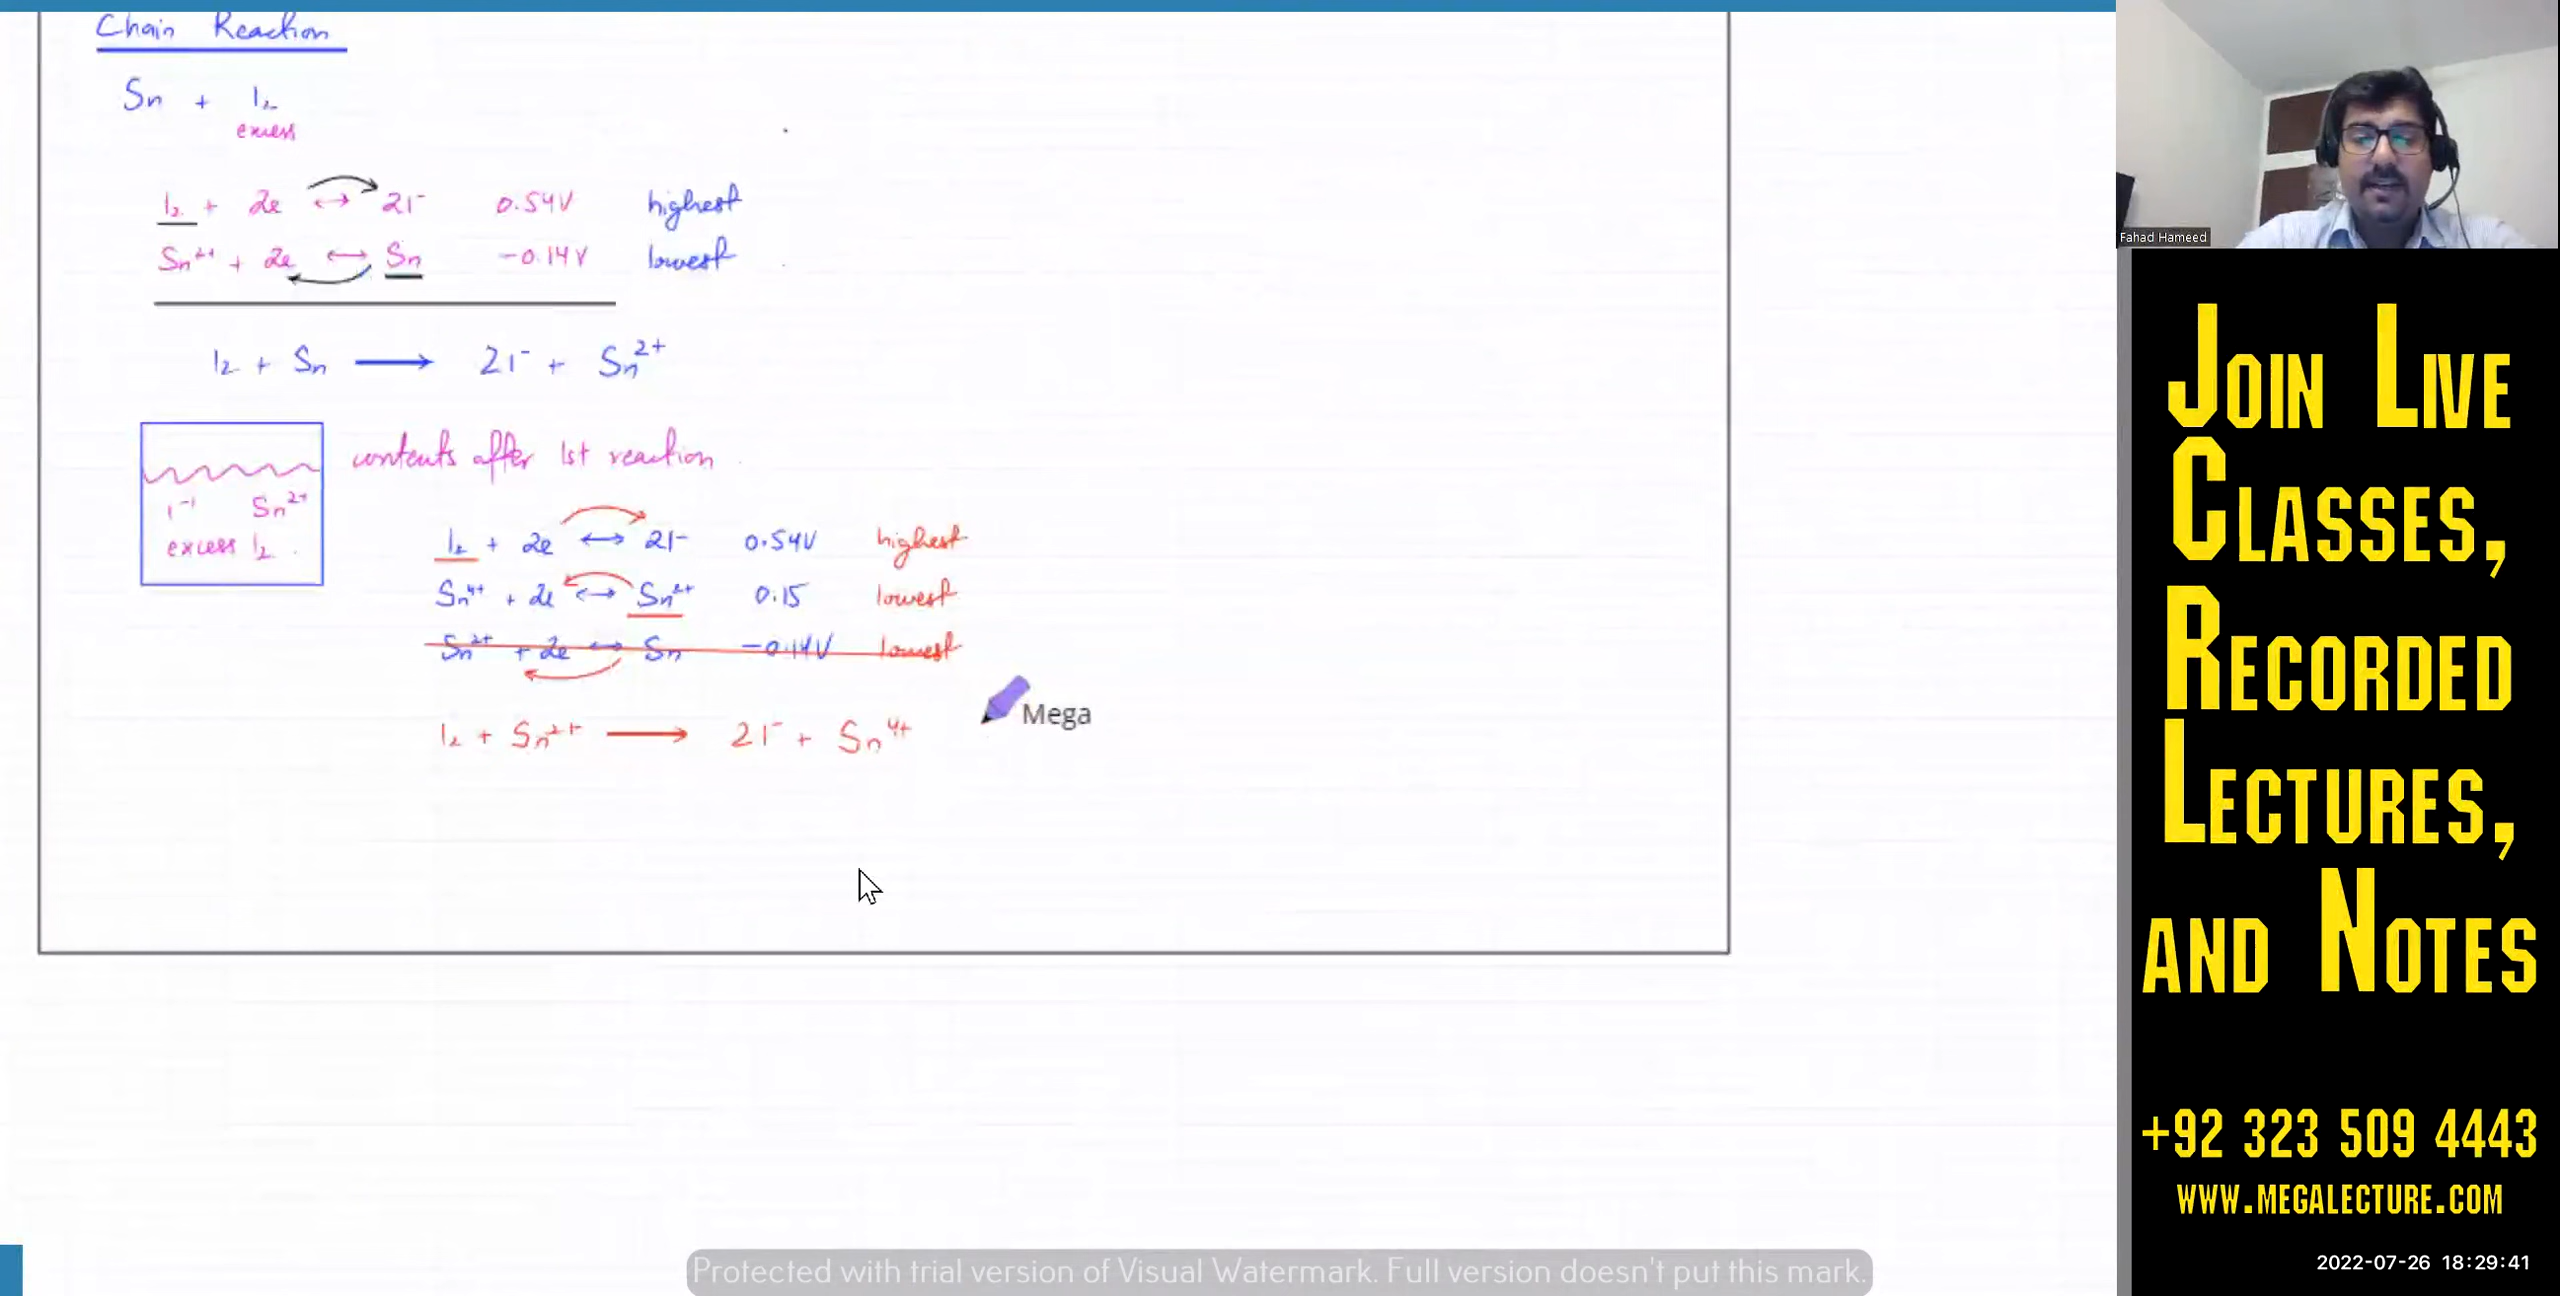 Chain Reaction
Sn + I₂
excess
I₂ + 2e ↔ 2I⁻ 0.54V highest
Sn²⁺ + 2e ↔ Sn -0.14V lowest
I₂ + Sn → 2I⁻ + Sn²⁺
contents after 1st reaction
I⁻¹ Sn²⁺
excess I₂
I₂ + 2e ↔ 2I⁻ 0.54V highest
Sn⁴⁺ + 2e ↔ Sn²⁺ 0.15 lowest
Sn²⁺ + 2e ↔ Sn -0.14V lowest
I₂ + Sn²⁺ → 2I⁻ + Sn⁴⁺
Mega
Fahad Hameed
JOIN LIVE
CLASSES,
RECORDED
LECTURES,
AND NOTES
+92 323 509 4443
WWW.MEGALECTURE.COM
2022-07-26 18:29:41
Protected with trial version of Visual Watermark. Full version doesn't put this mark.